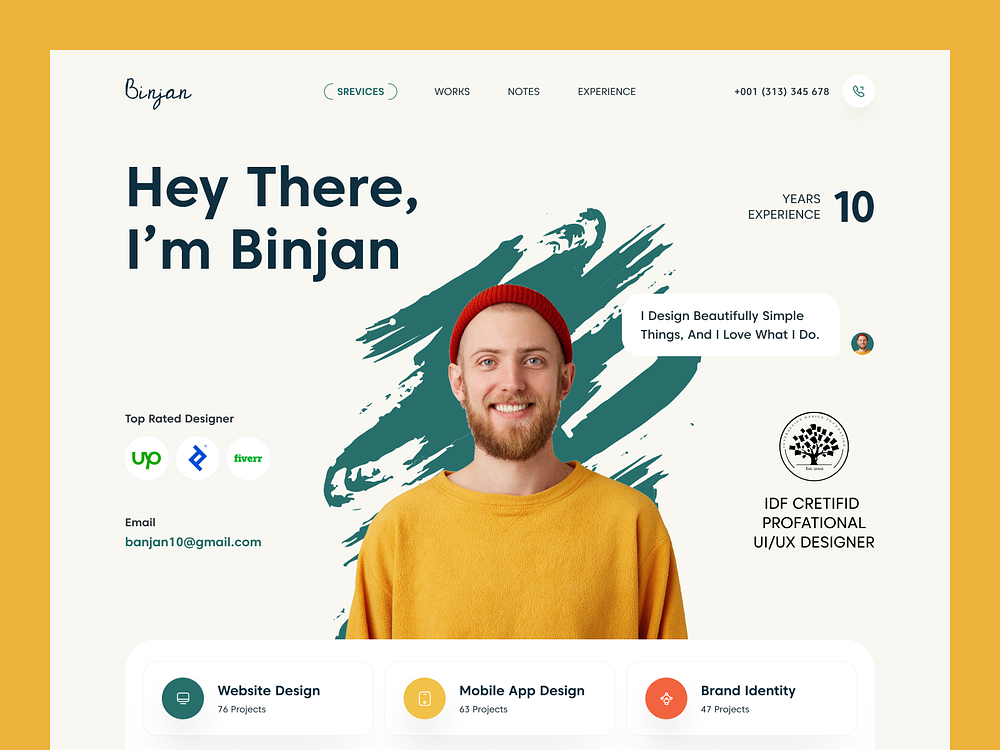 Binjan
SREVICES
WORKS
NOTES
EXPERIENCE
+001 (313) 345 678
Hey There,
I'm Binjan
YEARS
EXPERIENCE
10
I Design Beautifully Simple
Things, And I Love What I Do.
Top Rated Designer
up
fiverr
Est. 2002
IDF CRETIFID
PROFATIONAL
UI/UX DESIGNER
Email
banjan10@gmail.com
Website Design
76 Projects
Mobile App Design
63 Projects
Brand Identity
47 Projects